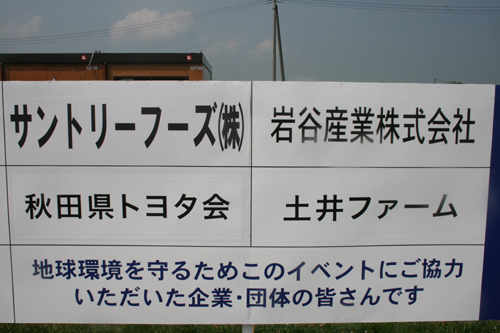 サントリーフーズ(株)
岩谷産業株式会社
秋田県トヨタ会
土井ファーム
地球環境を守るためこのイベントにご協力
いただいた企業・団体の皆さんです